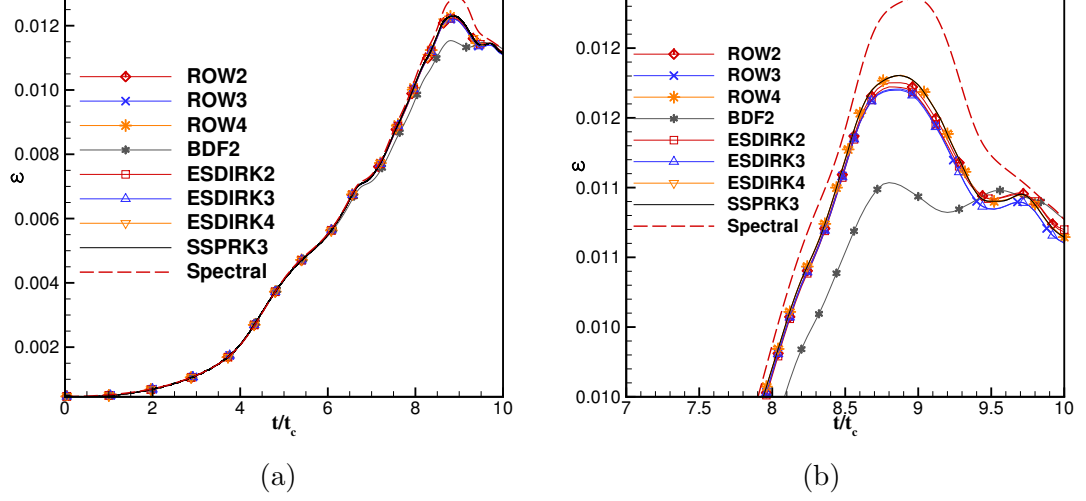 0.012
0.010
0.008
0.006
0.004
0.002
ε
0
2
4
6
8
10
t/t_c
ROW2
ROW3
ROW4
BDF2
ESDIRK2
ESDIRK3
ESDIRK4
SSPRK3
Spectral
(a)
0.012
0.012
0.011
0.011
0.010
0.010
ε
7
7.5
8
8.5
9
9.5
10
t/t_c
ROW2
ROW3
ROW4
BDF2
ESDIRK2
ESDIRK3
ESDIRK4
SSPRK3
Spectral
(b)